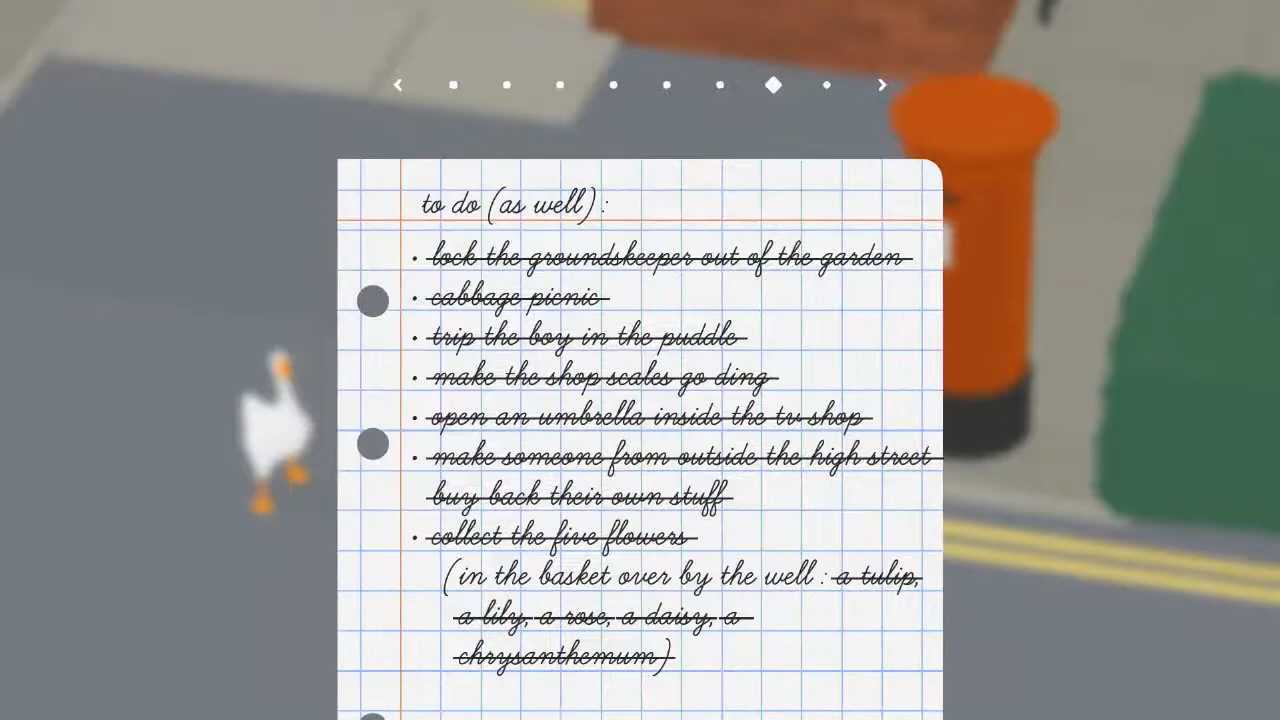 to do (as well):
• lock the groundskeeper out of the garden
• cabbage picnic
• trip the boy in the puddle
• make the shop scales go ding
• open an umbrella inside the tv shop
• make someone from outside the high street
buy back their own stuff
• collect the five flowers
(in the basket over by the well: a tulip,
a lily, a rose, a daisy, a
chrysanthemum)